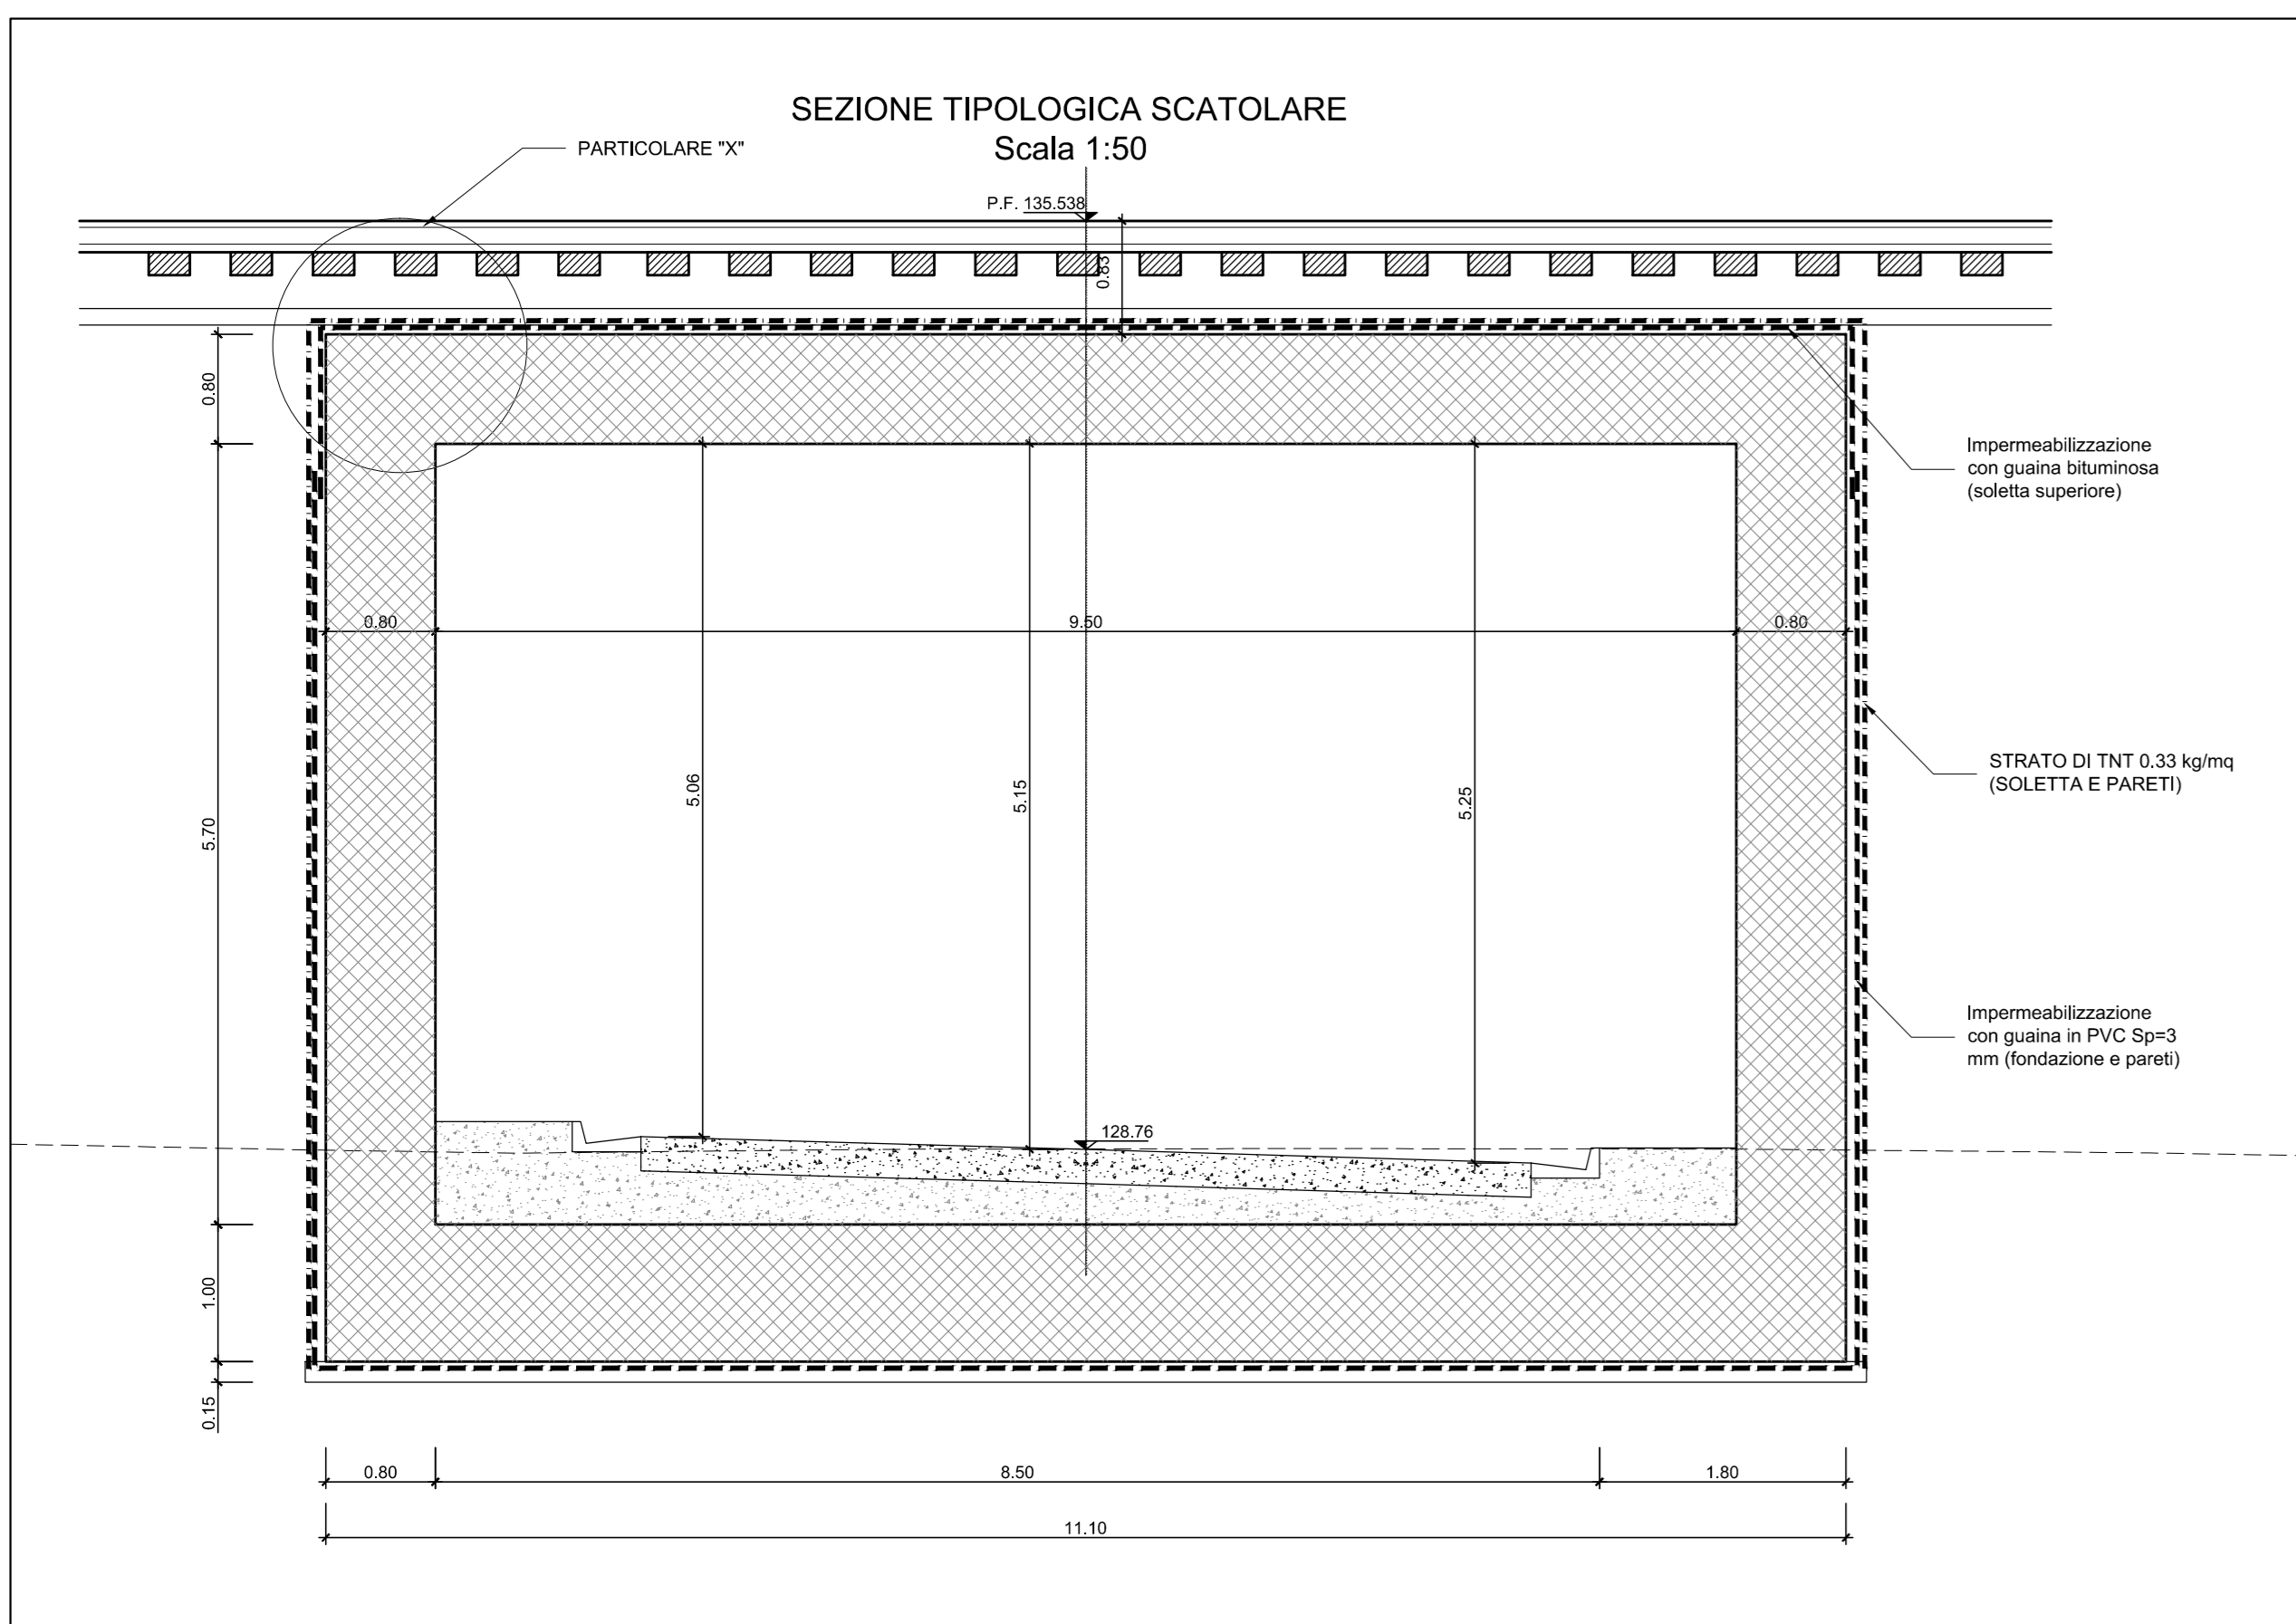 SEZIONE TIPOLOGICA SCATOLARE
Scala 1:50
PARTICOLARE "X"
P.F. 135.538
0.83
0.80
Impermeabilizzazione
con guaina bituminosa
(soletta superiore)
0.80
9.50
0.80
5.06
5.15
5.25
5.70
STRATO DI TNT 0.33 kg/mq
(SOLETTA E PARETI)
Impermeabilizzazione
con guaina in PVC Sp=3
mm (fondazione e pareti)
128.76
1.00
0.15
0.80
8.50
1.80
11.10